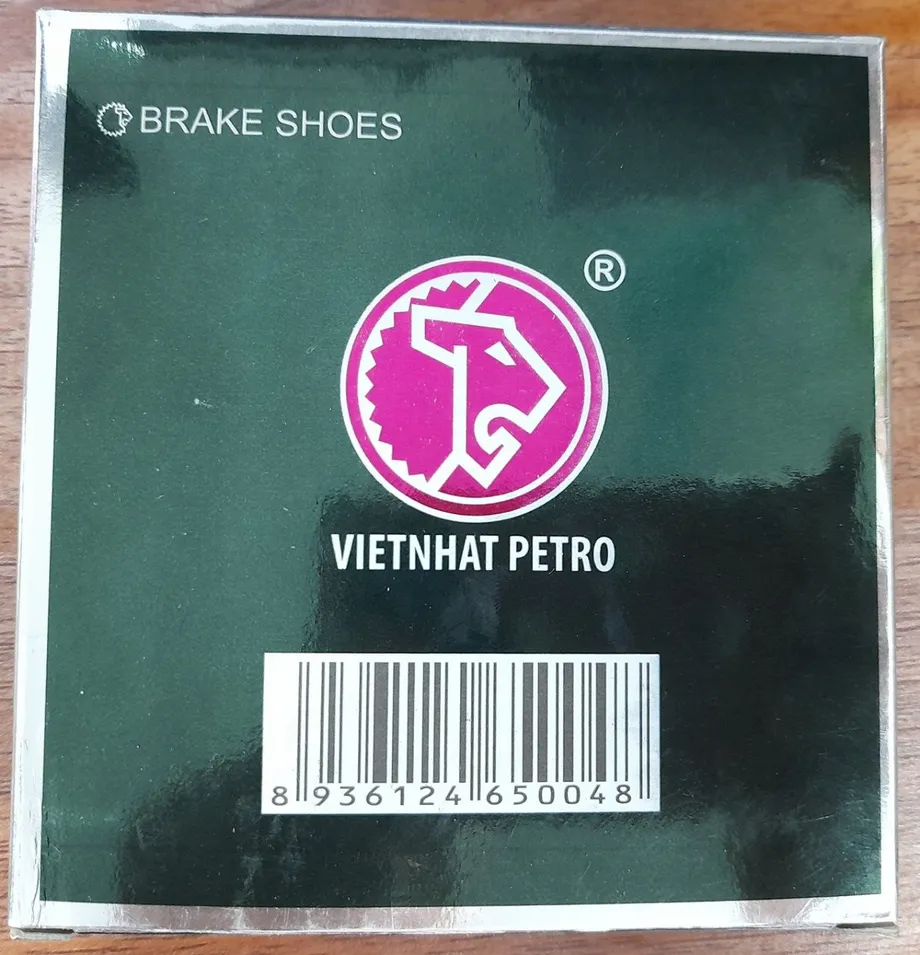 BRAKE SHOES
®
VIETNHAT PETRO
8 936124 650048